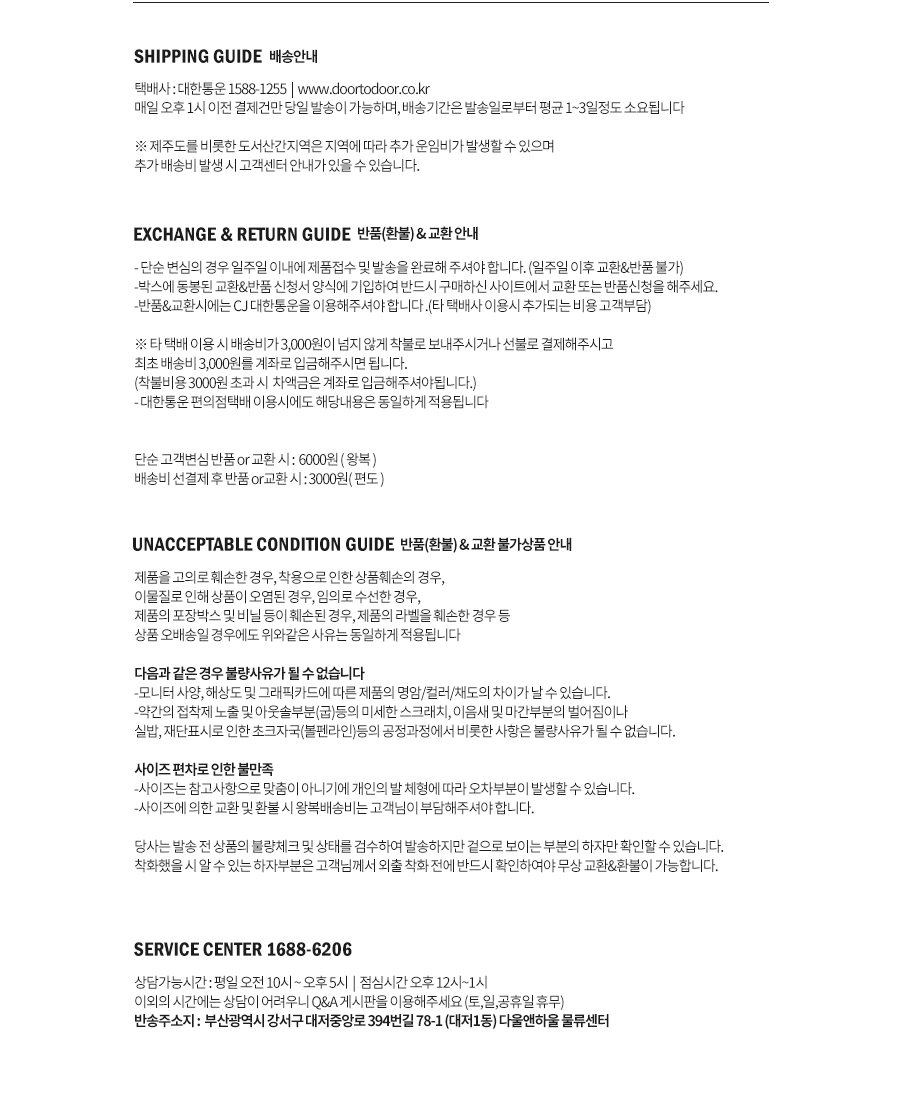 SHIPPING GUIDE 배송안내
택배사 : 대한통운 1588-1255 | www.doortodoor.co.kr
매일 오후 1시 이전 결제건만 당일 발송이 가능하며, 배송기간은 발송일로부터 평균 1~3일정도 소요됩니다
※ 제주도를 비롯한 도서산간지역은 지역에 따라 추가 운임비가 발생할 수 있으며
추가 배송비 발생 시 고객센터 안내가 있을 수 있습니다.
EXCHANGE & RETURN GUIDE 반품(환불) & 교환 안내
- 단순 변심의 경우 일주일 이내에 제품접수 및 발송을 완료해 주셔야 합니다. (일주일 이후 교환&반품 불가)
-박스에 동봉된 교환&반품 신청서 양식에 기입하여 반드시 구매하신 사이트에서 교환 또는 반품신청을 해주세요.
-반품&교환시에는 CJ 대한통운을 이용해주셔야 합니다 .(타 택배사 이용시 추가되는 비용 고객부담)
※ 타 택배 이용 시 배송비가 3,000원이 넘지 않게 착불로 보내주시거나 선불로 결제해주시고
최초 배송비 3,000원를 계좌로 입금해주시면 됩니다.
(착불비용 3000원 초과 시 차액금은 계좌로 입금해주셔야됩니다.)
- 대한통운 편의점택배 이용시에도 해당내용은 동일하게 적용됩니다
단순 고객변심 반품 or 교환 시 : 6000원 ( 왕복 )
배송비 선결제 후 반품 or교환 시 : 3000원( 편도 )
UNACCEPTABLE CONDITION GUIDE 반품(환불) & 교환 불가상품 안내
제품을 고의로 훼손한 경우, 착용으로 인한 상품훼손의 경우,
이물질로 인해 상품이 오염된 경우, 임의로 수선한 경우,
제품의 포장박스 및 비닐 등이 훼손된 경우, 제품의 라벨을 훼손한 경우 등
상품 오배송일 경우에도 위와같은 사유는 동일하게 적용됩니다
다음과 같은 경우 불량사유가 될 수 없습니다
-모니터 사양, 해상도 및 그래픽카드에 따른 제품의 명암/컬러/채도의 차이가 날 수 있습니다.
-약간의 접착제 노출 및 아웃솔부분(굽)등의 미세한 스크래치, 이음새 및 마간부분의 벌어짐이나
실밥, 재단표시로 인한 초크자국(볼펜라인)등의 공정과정에서 비롯한 사항은 불량사유가 될 수 없습니다.
사이즈 편차로 인한 불만족
-사이즈는 참고사항으로 맞춤이 아니기에 개인의 발 체형에 따라 오차부분이 발생할 수 있습니다.
-사이즈에 의한 교환 및 환불 시 왕복배송비는 고객님이 부담해주셔야 합니다.
당사는 발송 전 상품의 불량체크 및 상태를 검수하여 발송하지만 겉으로 보이는 부분의 하자만 확인할 수 있습니다.
착화했을 시 알 수 있는 하자부분은 고객님께서 외출 착화 전에 반드시 확인하여야 무상 교환&환불이 가능합니다.
SERVICE CENTER 1688-6206
상담가능시간 : 평일 오전 10시 ~ 오후 5시 | 점심시간 오후 12시~1시
이외의 시간에는 상담이 어려우니 Q&A 게시판을 이용해주세요 (토,일,공휴일 휴무)
반송주소지 : 부산광역시 강서구 대저중앙로 394번길 78-1 (대저1동) 다울앤하울 물류센터